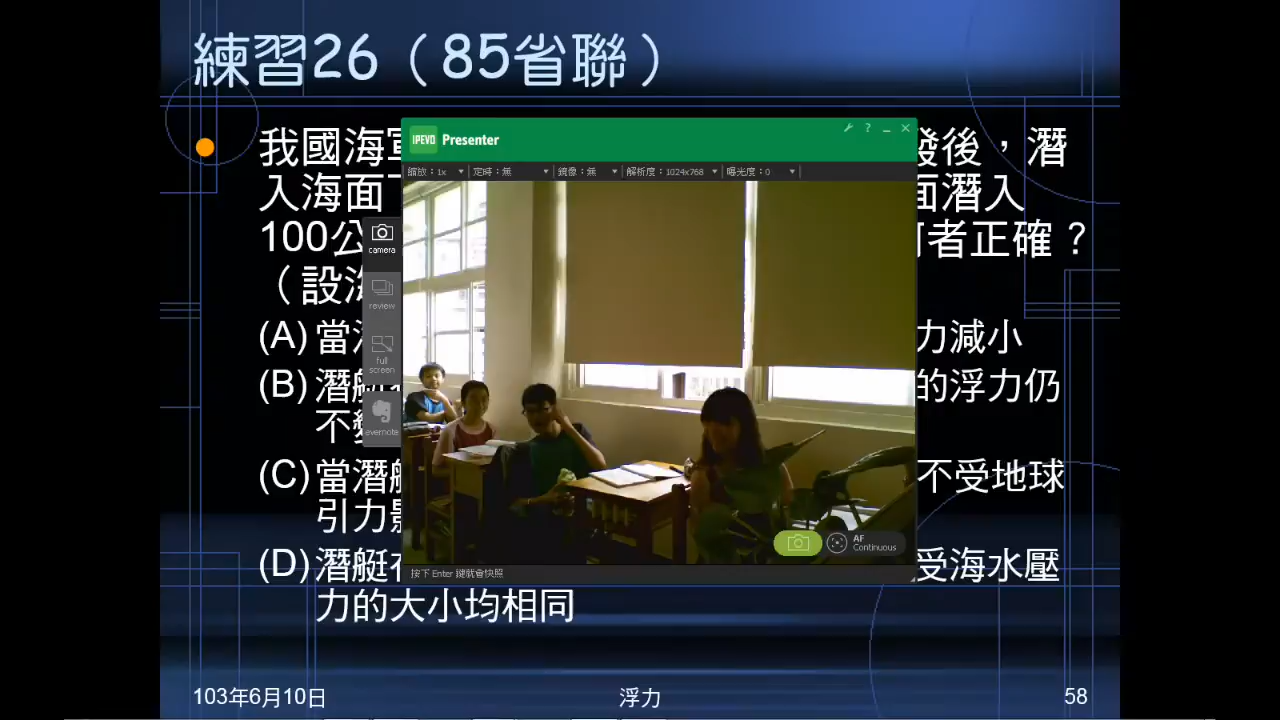 練習26（85省聯）
我國海 發後，潛
入海面 面潛入
100公 者正確？
（設海
(A) 當 力減小
(B) 潛艇 的浮力仍
不
(C) 當潛 不受地球
引力
(D) 潛艇在 受海水壓
力的大小均相同
IPEVO Presenter
縮放：1x 定時：無 鏡像：無 解析度：1024x768 曝光度：0
camera
review
full
screen
evernote
AF
Continuous
按下 Enter 鍵就會快照
103年6月10日 浮力 58